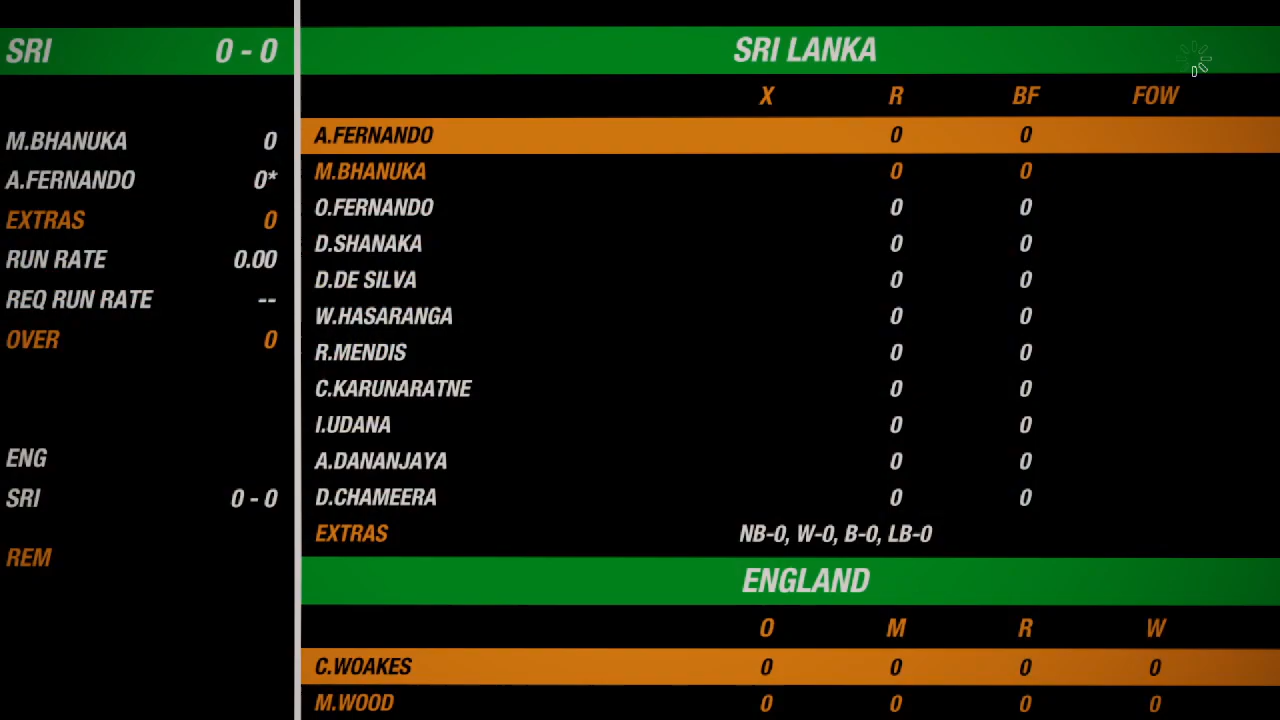 SRI 0 - 0
M.BHANUKA 0
A.FERNANDO 0*
EXTRAS 0
RUN RATE 0.00
REQ RUN RATE --
OVER 0
ENG
SRI 0 - 0
REM
SRI LANKA
X R BF FOW
A.FERNANDO 0 0
M.BHANUKA 0 0
O.FERNANDO 0 0
D.SHANAKA 0 0
D.DE SILVA 0 0
W.HASARANGA 0 0
R.MENDIS 0 0
C.KARUNARATNE 0 0
I.UDANA 0 0
A.DANANJAYA 0 0
D.CHAMEERA 0 0
EXTRAS NB-0, W-0, B-0, LB-0
ENGLAND
O M R W
C.WOAKES 0 0 0 0
M.WOOD 0 0 0 0